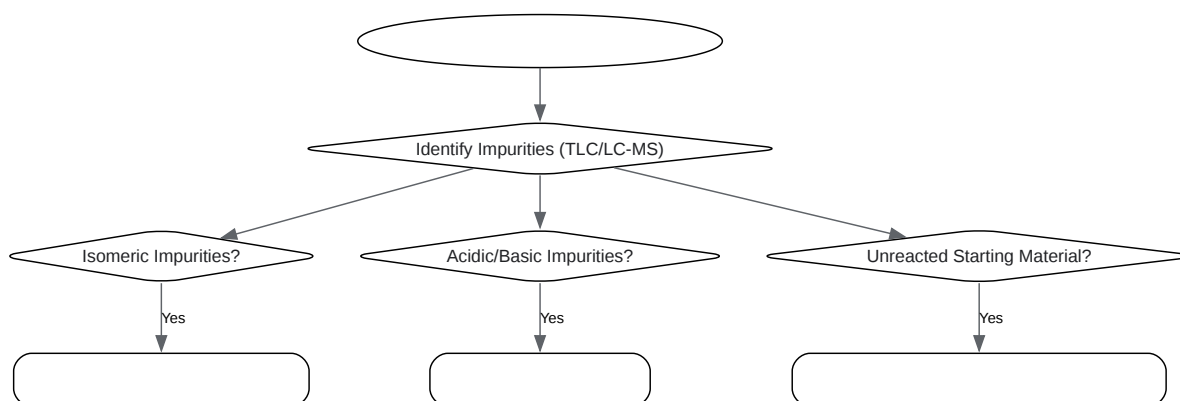 Identify Impurities (TLC/LC-MS)
Isomeric Impurities?
Acidic/Basic Impurities?
Unreacted Starting Material?
Yes
Yes
Yes